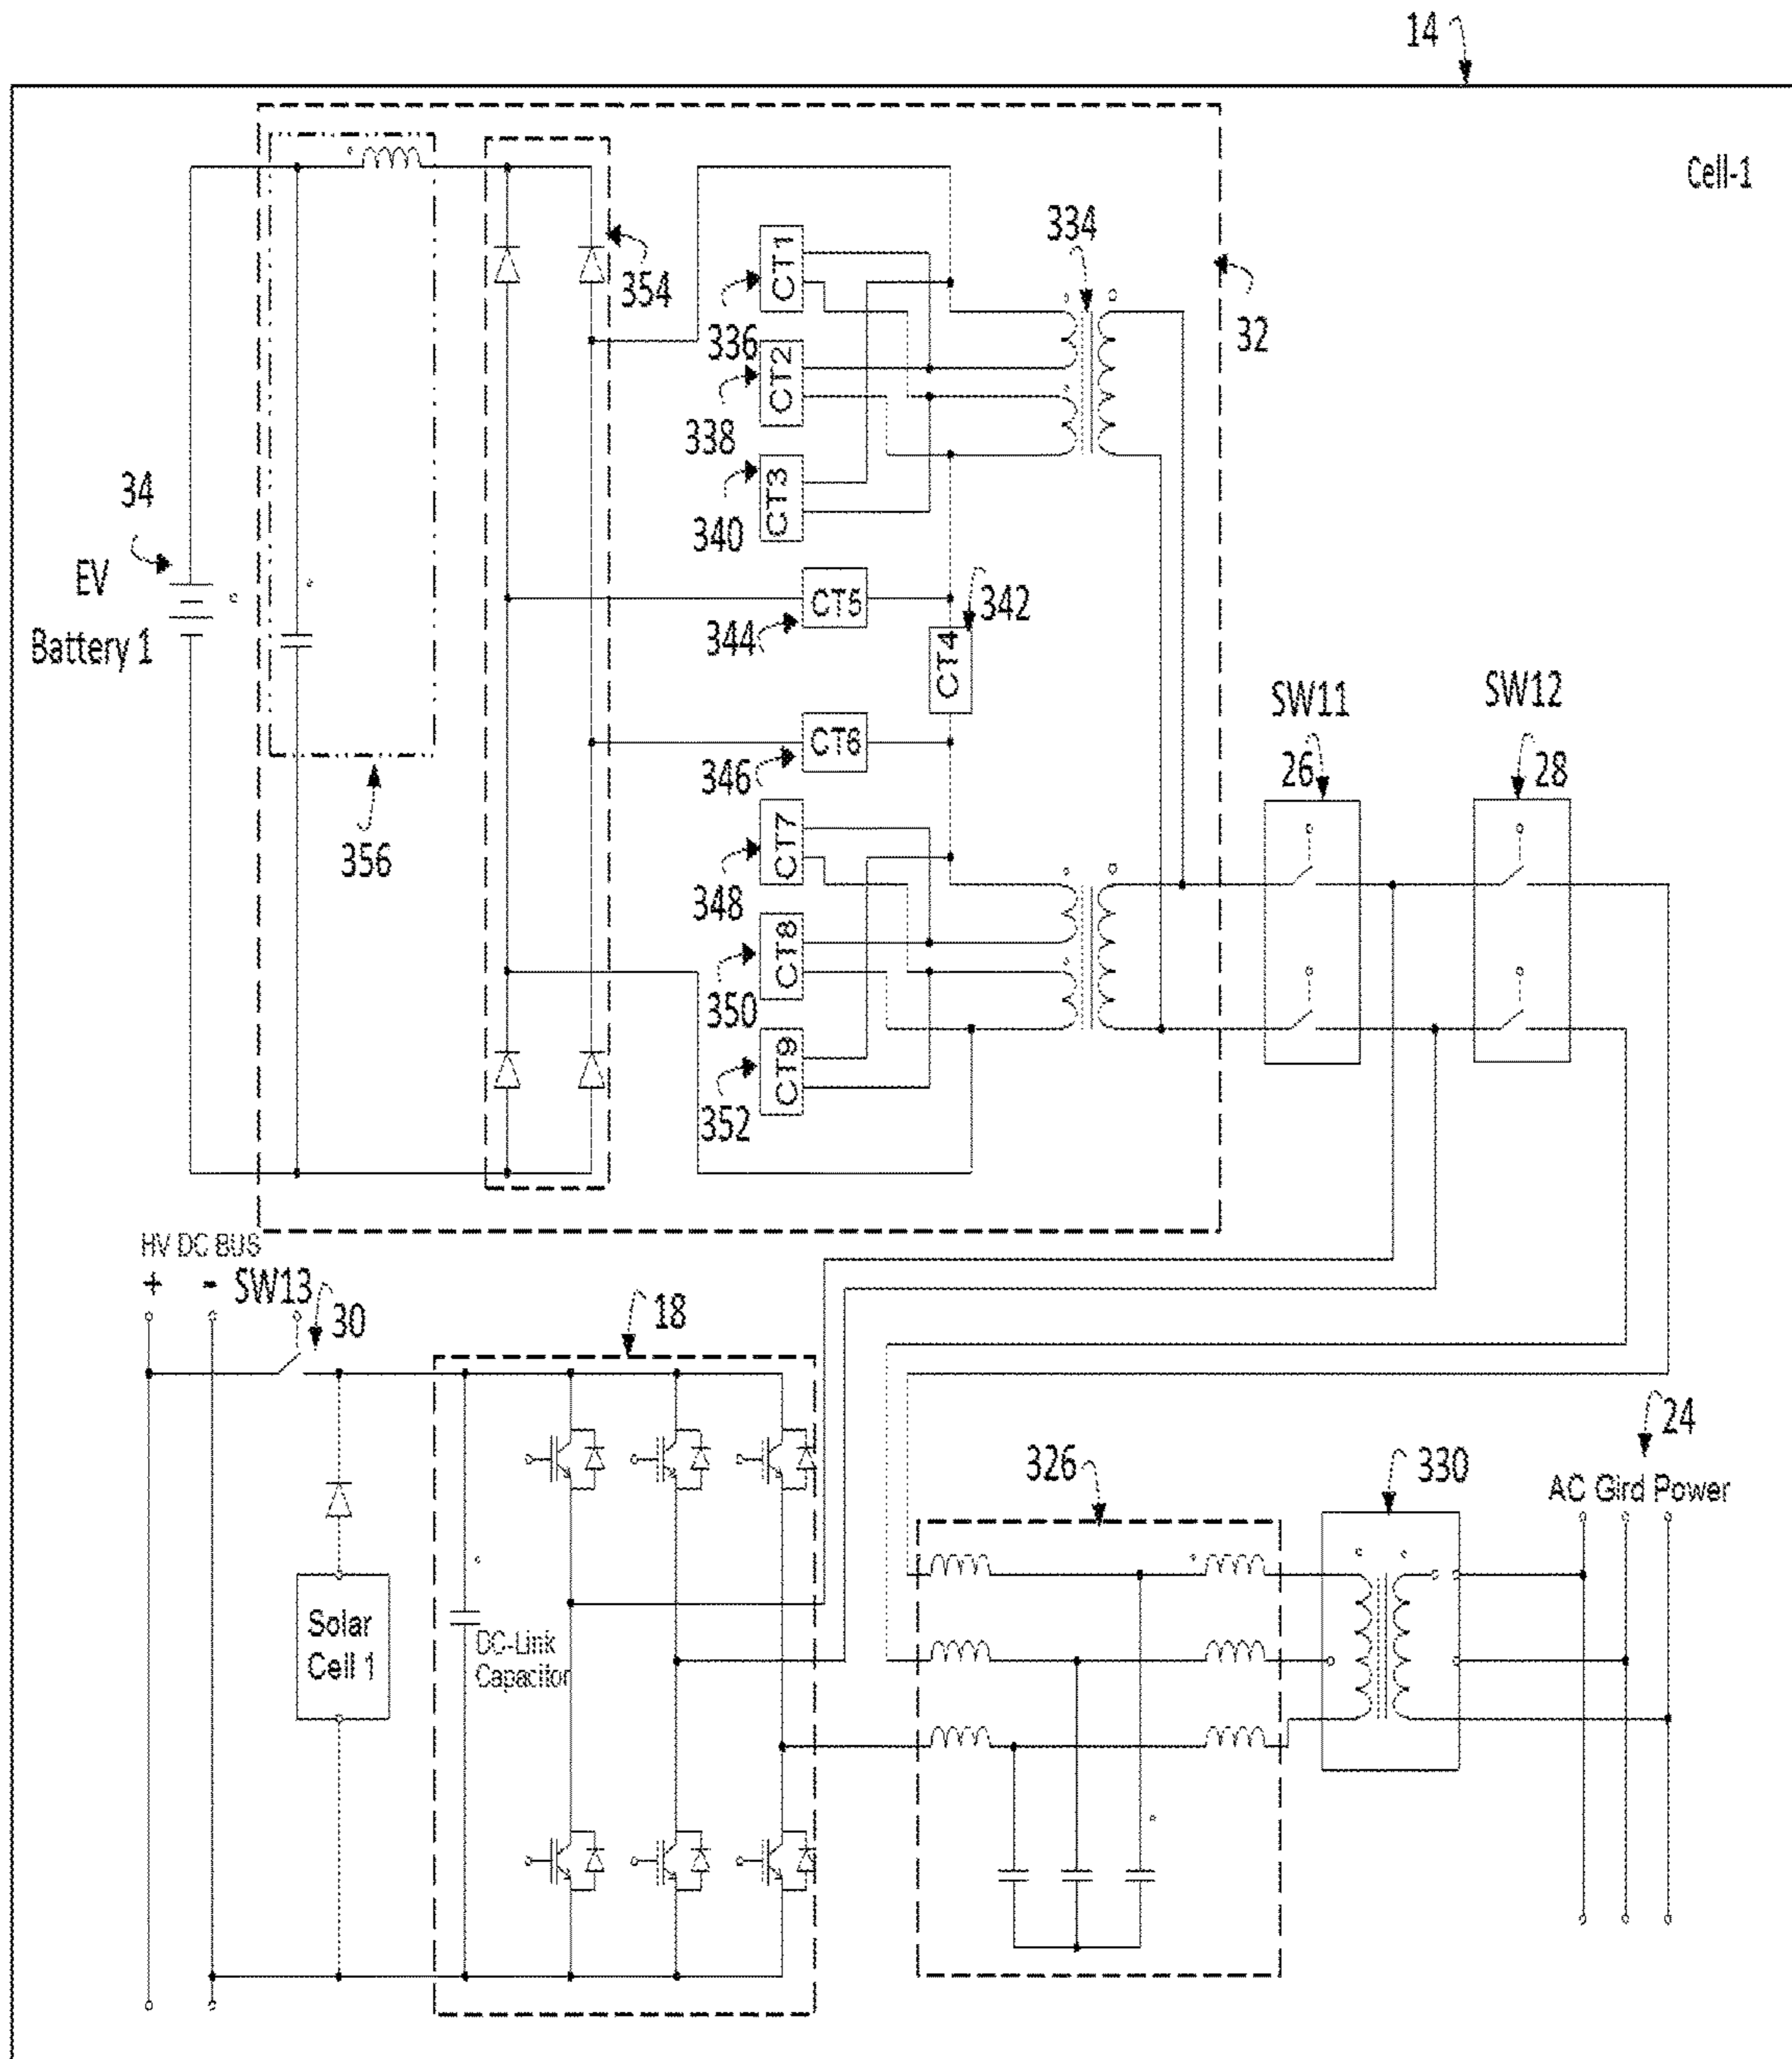 14
Cell-1
334
CT1
354
336
32
CT2
338
CT3
34
340
EV
Battery 1
CT5
342
344
CT4
SW11
SW12
CT6
346
26
28
CT7
356
348
CT8
350
CT9
352
HV DC BUS
+
-
SW13
30
18
24
326
330
AC Gird Power
Solar
Cell 1
DC-Link
Capacitor